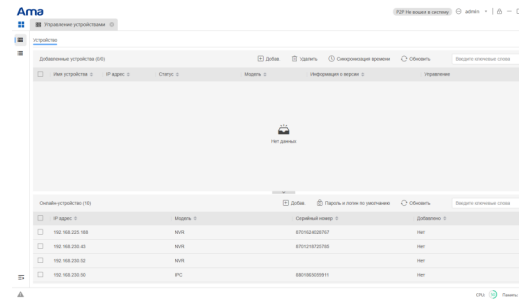 Ama
P2P Не вошел в систему admin
Управление устройствами
Устройство
Добавленные устройства (0/0) Добав. Удалить Синхронизация времени Обновить Введите ключевые слова
Имя устройства IP адрес Статус Модель Информация о версии Управление
Нет данных
Онлайн-устройство (16) Добав. Пароль и логин по умолчанию Обновить Введите ключевые слова
IP адрес Модель Серийный номер Добавлено
192.168.225.168 NVR Нет
192.168.230.43 NVR Нет
192.168.230.52 NVR Нет
192.168.230.50 IPC Нет
CPU: Память: